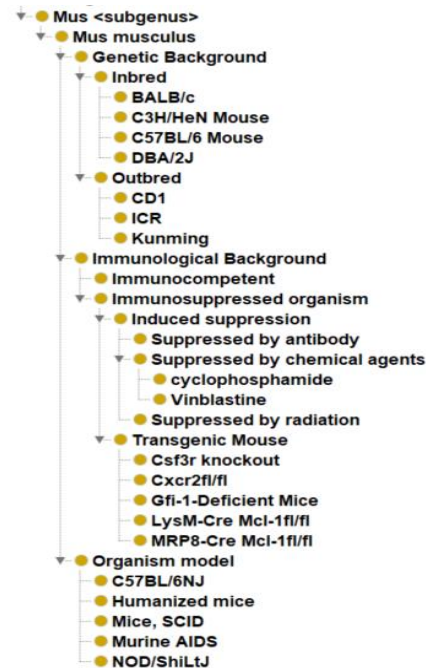 Mus <subgenus>
Mus musculus
Genetic Background
Inbred
BALB/c
C3H/HeN Mouse
C57BL/6 Mouse
DBA/2J
Outbred
CD1
ICR
Kunming
Immunological Background
Immunocompetent
Immunosuppressed organism
Induced suppression
Suppressed by antibody
Suppressed by chemical agents
cyclophosphamide
Vinblastine
Suppressed by radiation
Transgenic Mouse
Csf3r knockout
Cxcr2fl/fl
Gfi-1-Deficient Mice
LysM-Cre Mcl-1fl/fl
MRP8-Cre Mcl-1fl/fl
Organism model
C57BL/6NJ
Humanized mice
Mice, SCID
Murine AIDS
NOD/ShiLtJ